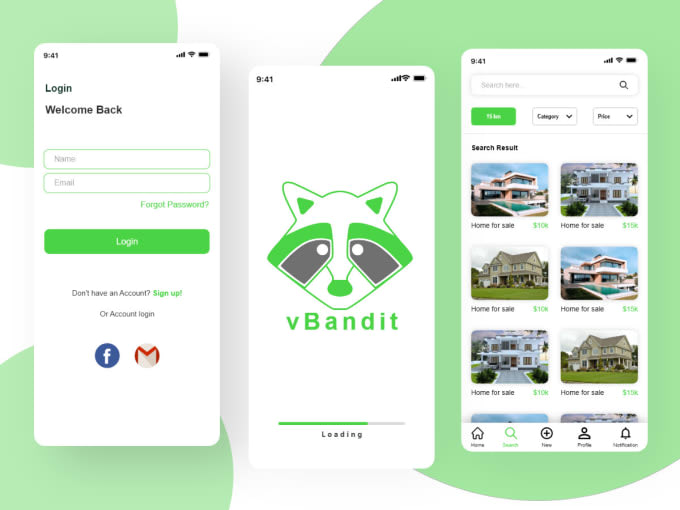 9:41
Login
Welcome Back
Name
Email
Forgot Password?
Login
Don't have an Account? Sign up!
Or Account login
f
9:41
vBandit
Loading
9:41
Search here...
15 km
Category
Price
Search Result
Home for sale $10k
Home for sale $15k
Home for sale $10k
Home for sale $15K
Home for sale $10k
Home for sale $15K
Home
Search
New
Profile
Notification